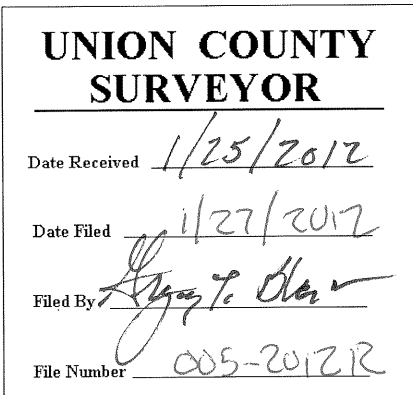 UNION COUNTY
SURVEYOR
Date Received 1/25/2012
Date Filed 1/27/2012
Filed By
File Number 005-2012R